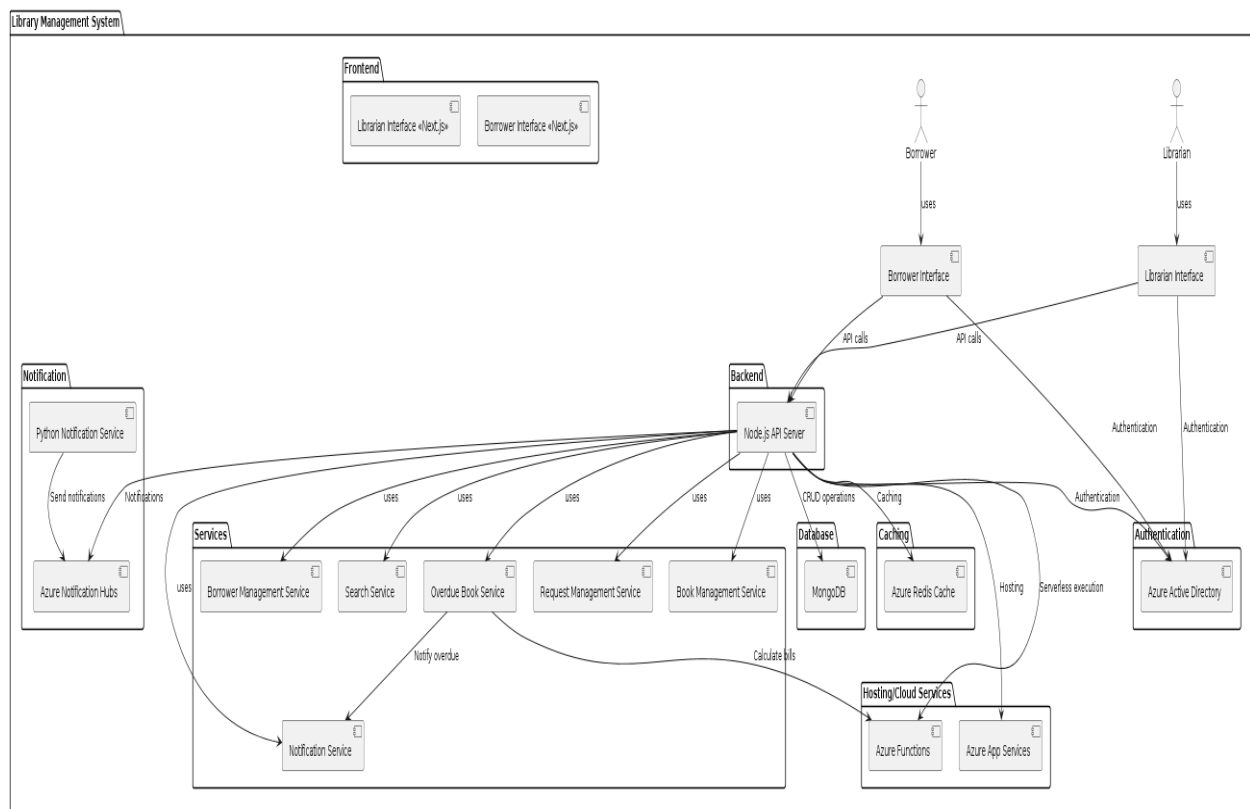 Library Management System
Frontend
Librarian Interface «Next.js»
Borrower Interface «Next.js»
Borrower
Librarian
uses
uses
Borrower Interface
Librarian Interface
API calls
API calls
Notification
Backend
Python Notification Service
Node.js API Server
Authentication
Authentication
Send notifications
Notifications
uses
uses
uses
uses
uses
CRUD operations
Caching
Authentication
Services
Database
Caching
Authentication
Azure Notification Hubs
uses
Borrower Management Service
Search Service
Overdue Book Service
Request Management Service
Book Management Service
MongoDB
Azure Redis Cache
Hosting
Serverless execution
Azure Active Directory
Notify overdue
Calculate bills
Hosting/Cloud Services
Notification Service
Azure Functions
Azure App Services